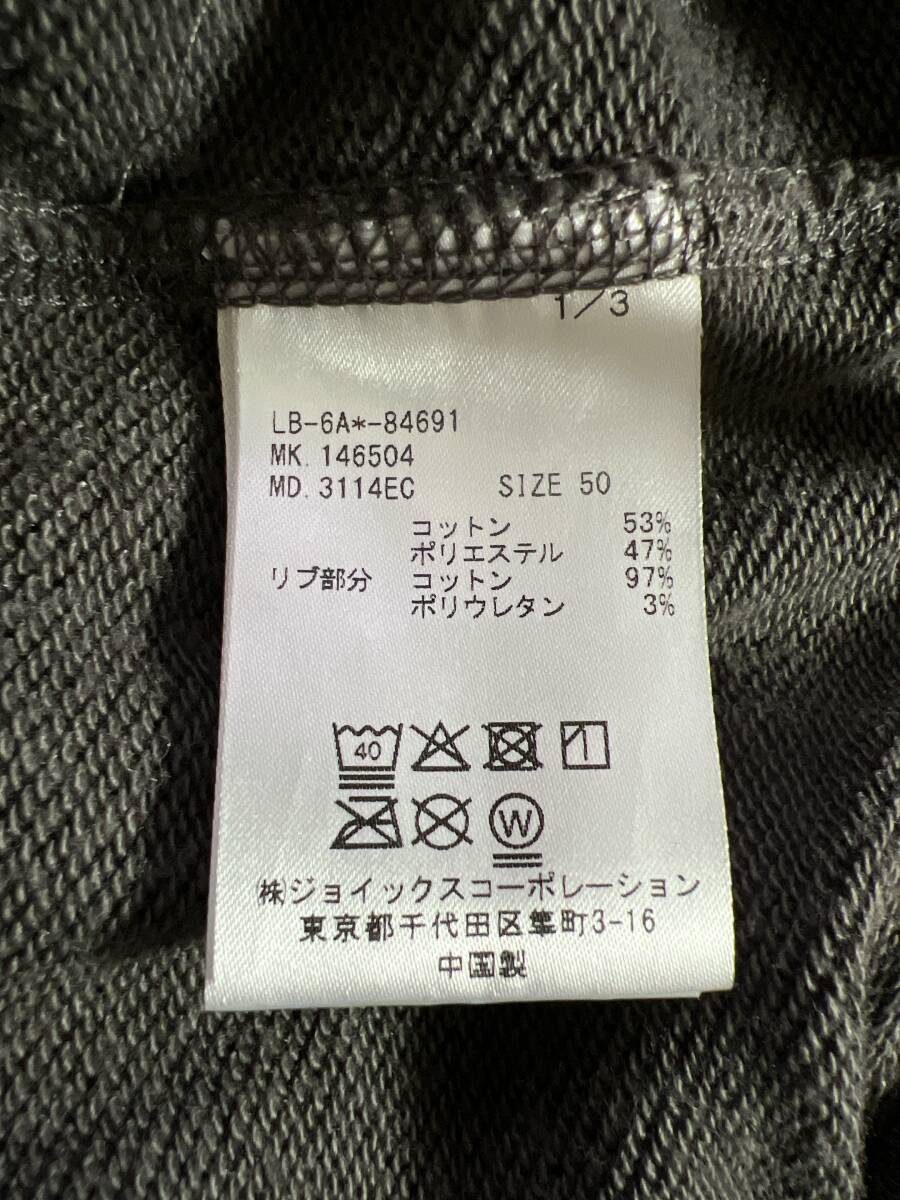 1/3
LB-6A*-84691
MK. 146504
MD. 3114EC SIZE 50
コットン 53%
ポリエステル 47%
リブ部分 コットン 97%
ポリウレタン 3%
40
W
㈱ジョイックスコーポレーション
東京都千代田区隼町3-16
中国製